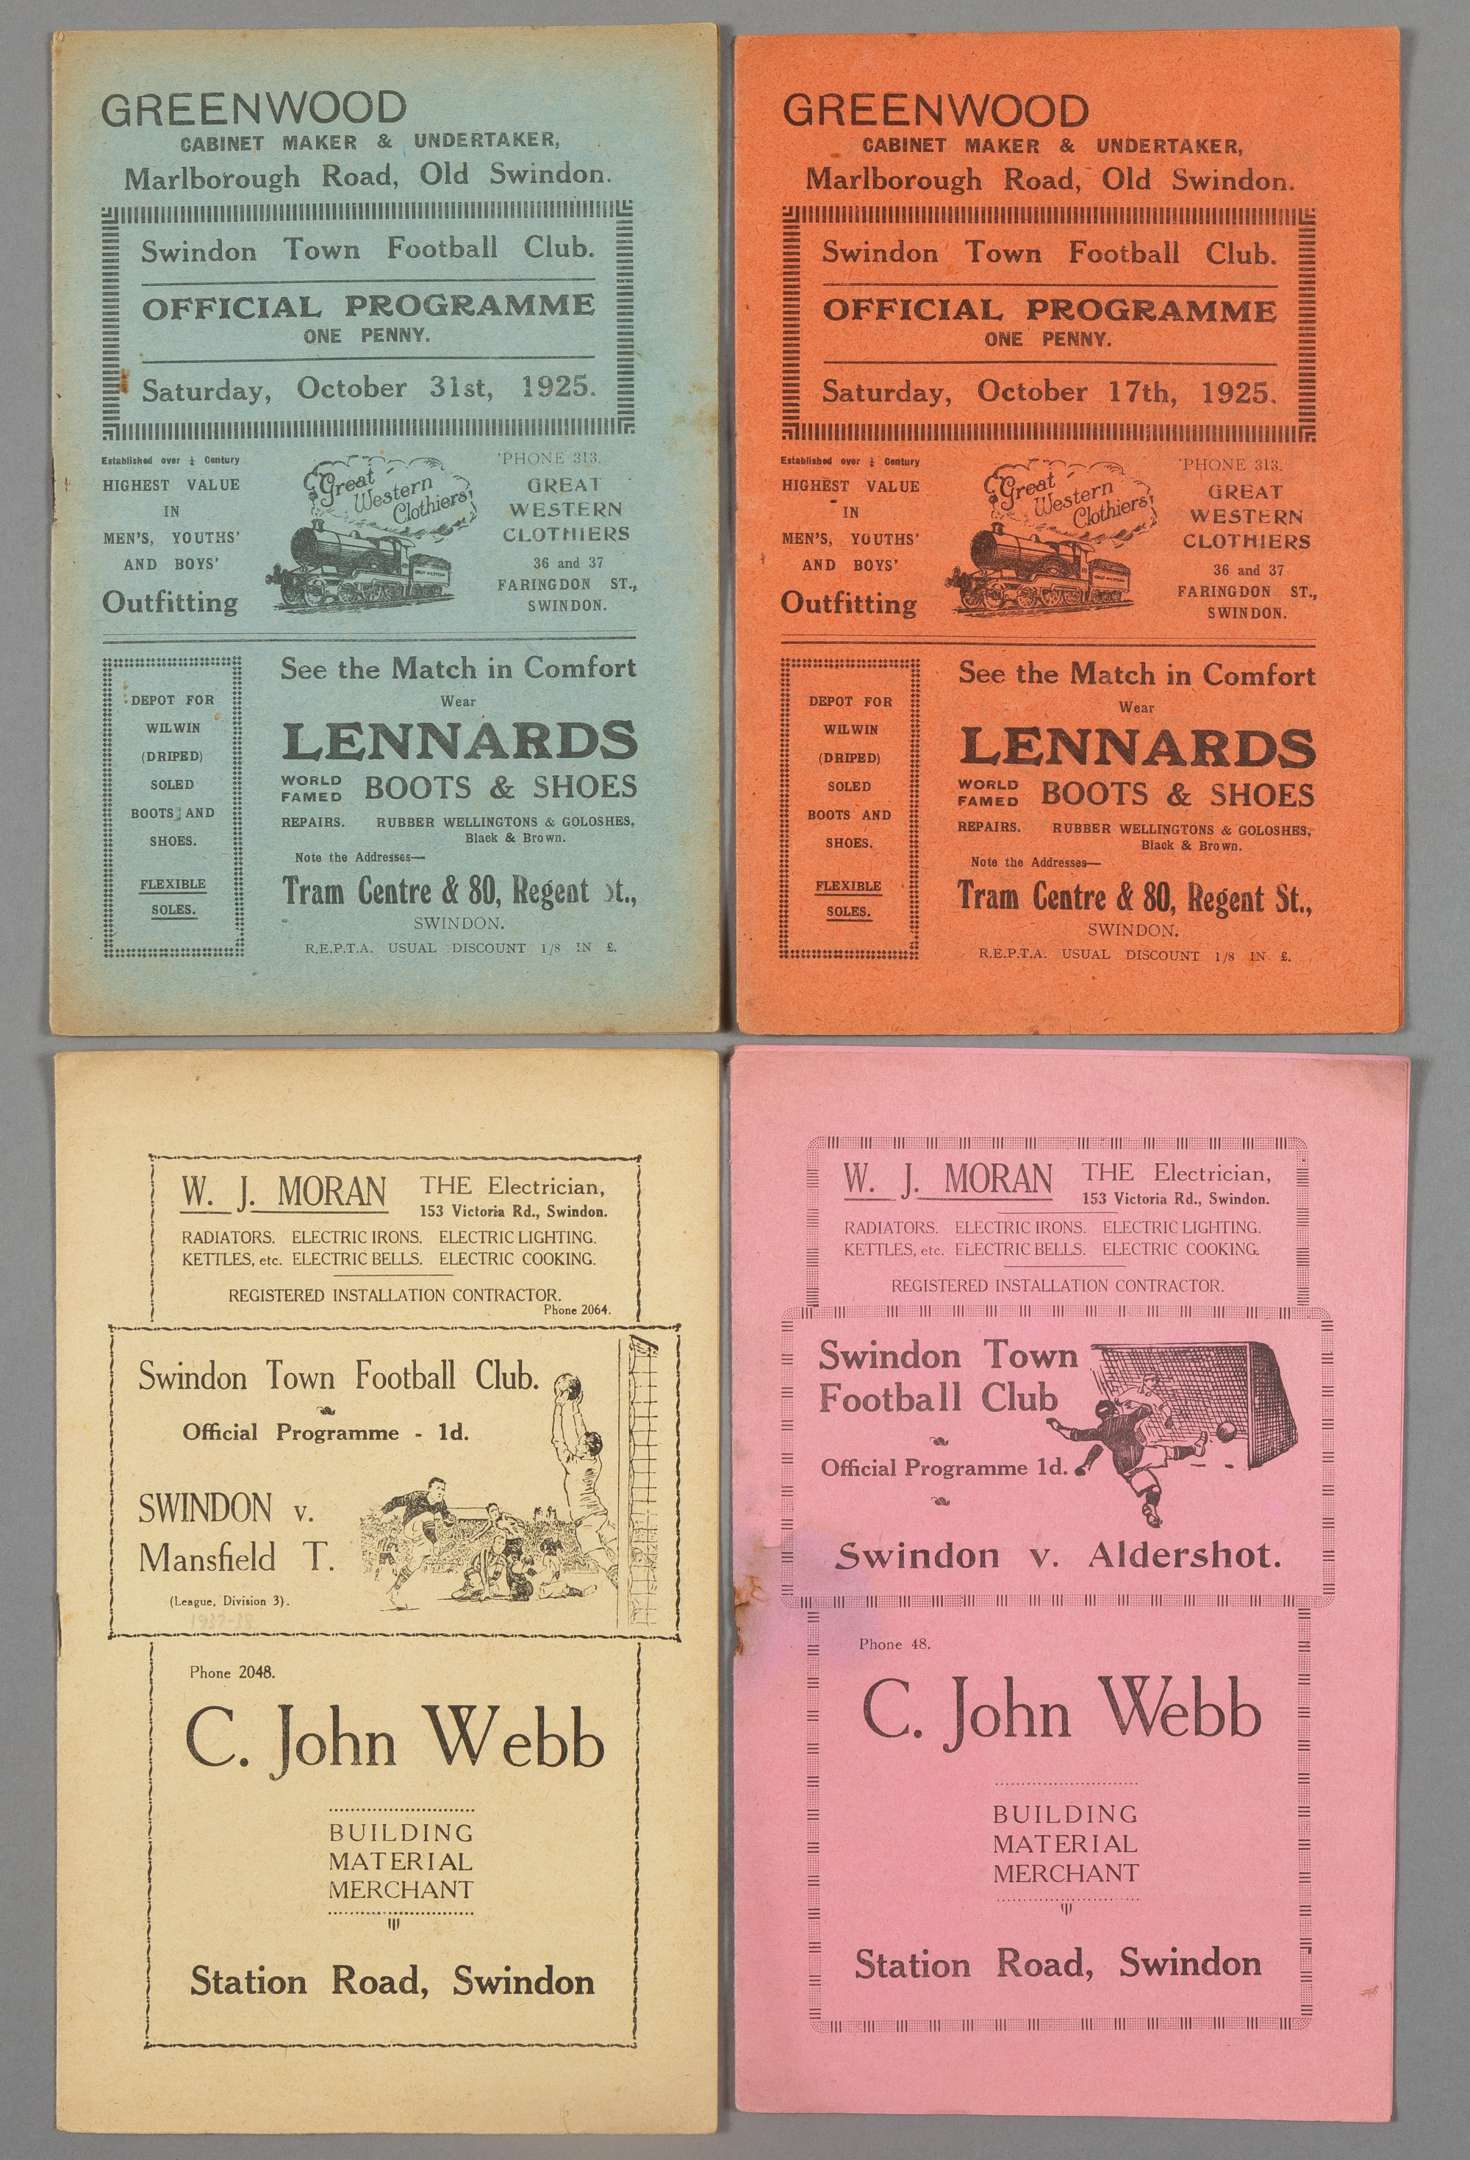 GREENWOOD
CABINET MAKER & UNDERTAKER,
Marlborough Road, Old Swindon.
Swindon Town Football Club.
OFFICIAL PROGRAMME
ONE PENNY.
Saturday, October 31st, 1925.
Established over ½ Century
HIGHEST VALUE
IN
MEN'S, YOUTHS'
AND BOYS'
Outfitting
Great
Western
Clothiers
GREAT WESTERN
'PHONE 313.
GREAT
WESTERN
CLOTHIERS
36 and 37
FARINGDON ST.,
SWINDON.
DEPOT FOR
WILWIN
(DRIPED)
SOLED
BOOTS AND
SHOES.
FLEXIBLE
SOLES.
See the Match in Comfort
Wear
LENNARDS
WORLD FAMED BOOTS & SHOES
REPAIRS. RUBBER WELLINGTONS & GOLOSHES,
Black & Brown.
Note the Addresses—
Tram Centre & 80, Regent St.,
SWINDON.
R.E.P.T.A. USUAL DISCOUNT 1/8 IN £.
GREENWOOD
CABINET MAKER & UNDERTAKER,
Marlborough Road, Old Swindon.
Swindon Town Football Club.
OFFICIAL PROGRAMME
ONE PENNY.
Saturday, October 17th, 1925.
Established over ½ Century
HIGHEST VALUE
IN
MEN'S, YOUTHS'
AND BOYS'
Outfitting
Great
Western
Clothiers
GREAT WESTERN
'PHONE 313.
GREAT
WESTERN
CLOTHIERS
36 and 37
FARINGDON ST.,
SWINDON.
DEPOT FOR
WILWIN
(DRIPED)
SOLED
BOOTS AND
SHOES.
FLEXIBLE
SOLES.
See the Match in Comfort
Wear
LENNARDS
WORLD FAMED BOOTS & SHOES
REPAIRS. RUBBER WELLINGTONS & GOLOSHES,
Black & Brown.
Note the Addresses—
Tram Centre & 80, Regent St.,
SWINDON.
R.E.P.T.A. USUAL DISCOUNT 1/8 IN £.
W. J. MORAN THE Electrician,
153 Victoria Rd., Swindon.
RADIATORS. ELECTRIC IRONS. ELECTRIC LIGHTING.
KETTLES, etc. ELECTRIC BELLS. ELECTRIC COOKING.
REGISTERED INSTALLATION CONTRACTOR.
Phone 2064.
Swindon Town Football Club.
Official Programme - 1d.
SWINDON v.
Mansfield T.
(League, Division 3).
Phone 2048.
C. John Webb
BUILDING
MATERIAL
MERCHANT
Station Road, Swindon
W. J. MORAN THE Electrician,
153 Victoria Rd., Swindon.
RADIATORS. ELECTRIC IRONS. ELECTRIC LIGHTING.
KETTLES, etc. ELECTRIC BELLS. ELECTRIC COOKING.
REGISTERED INSTALLATION CONTRACTOR.
Swindon Town
Football Club
Official Programme 1d.
Swindon v. Aldershot.
Phone 48.
C. John Webb
BUILDING
MATERIAL
MERCHANT
Station Road, Swindon